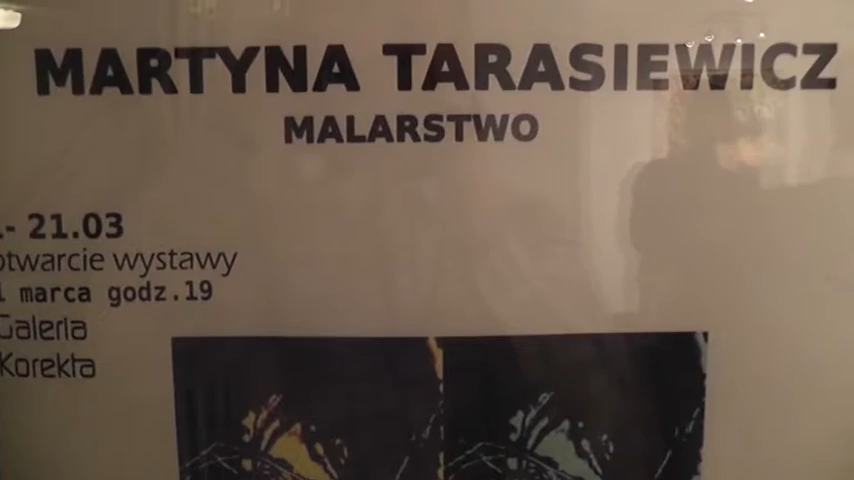 MARTYNA TARASIEWICZ
MALARSTWO
- 21.03
otwarcie wystawy
marca godz.19
Galeria
Korekta